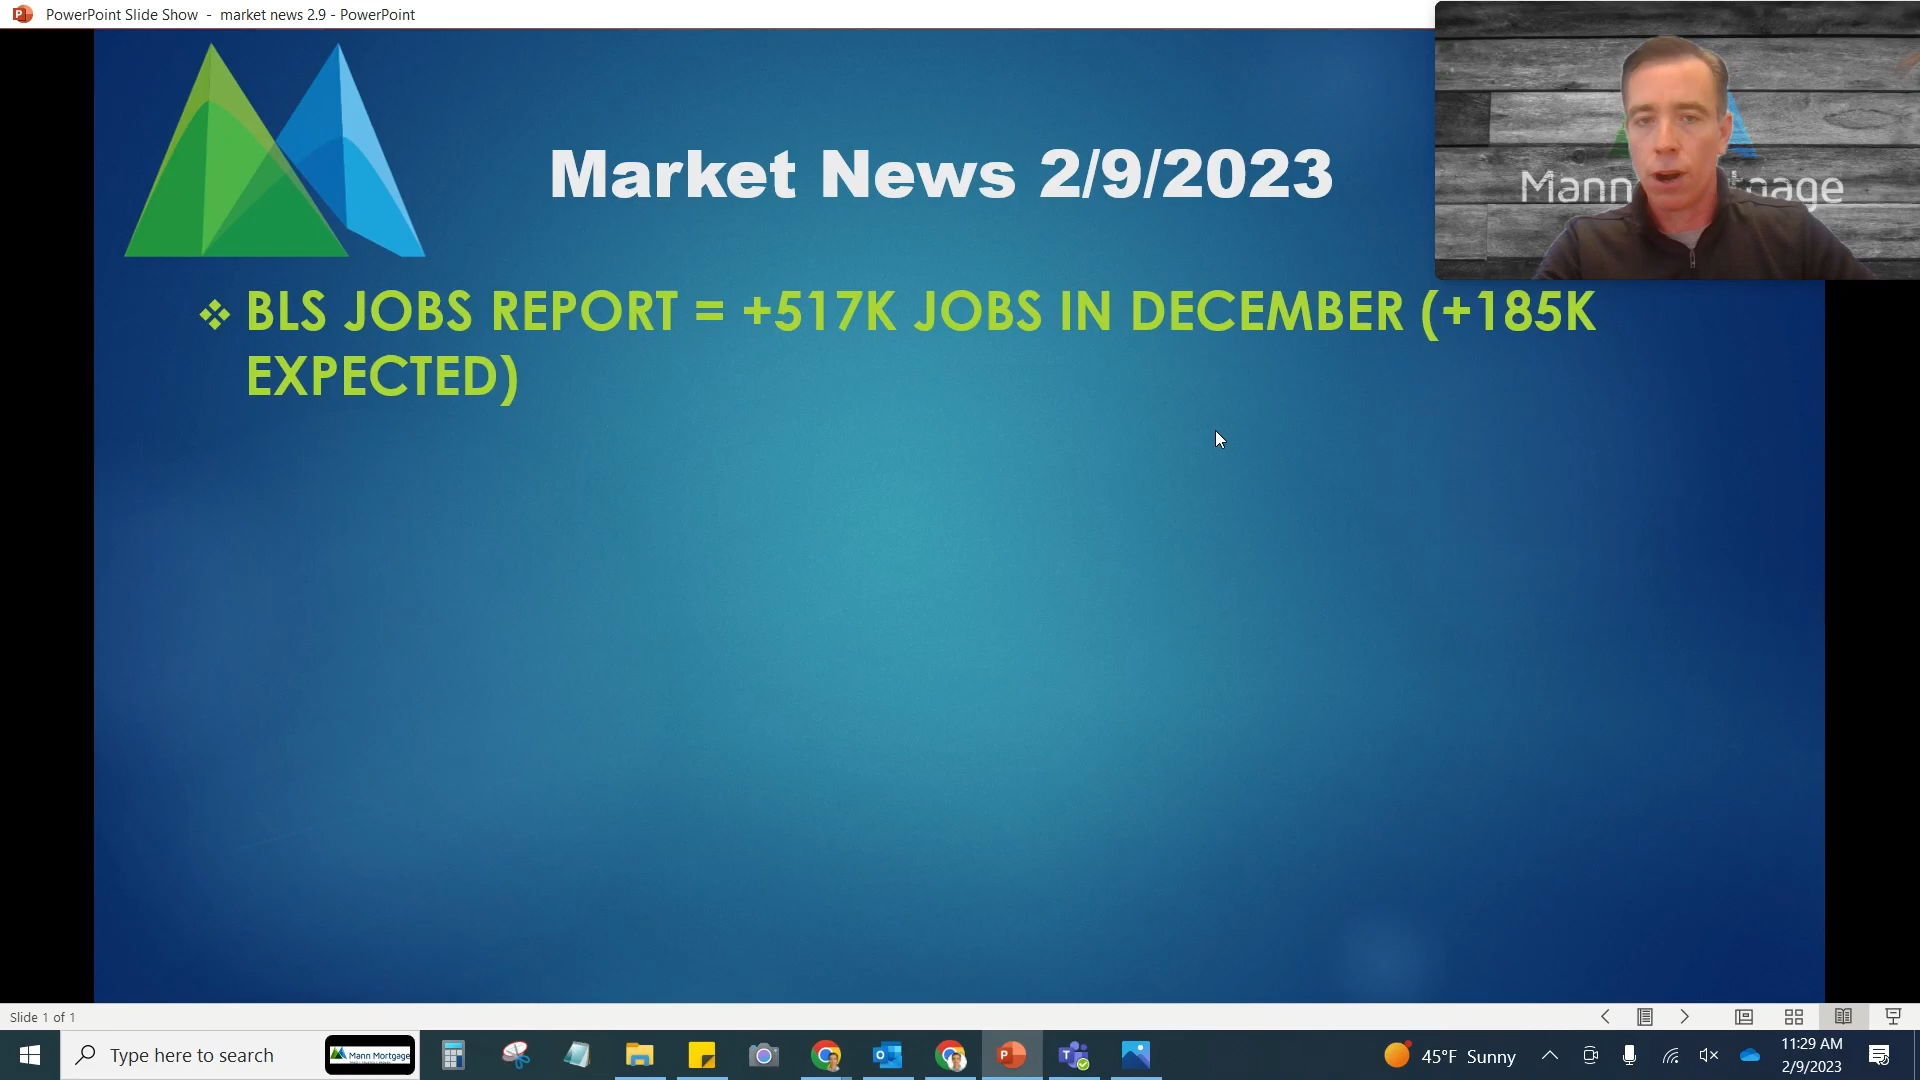 PowerPoint Slide Show - market news 2.9 - PowerPoint
Market News 2/9/2023
BLS JOBS REPORT = +517K JOBS IN DECEMBER (+185K
EXPECTED)
Slide 1 of 1
Type here to search
Mann Mortgage
45°F Sunny
11:29 AM
2/9/2023